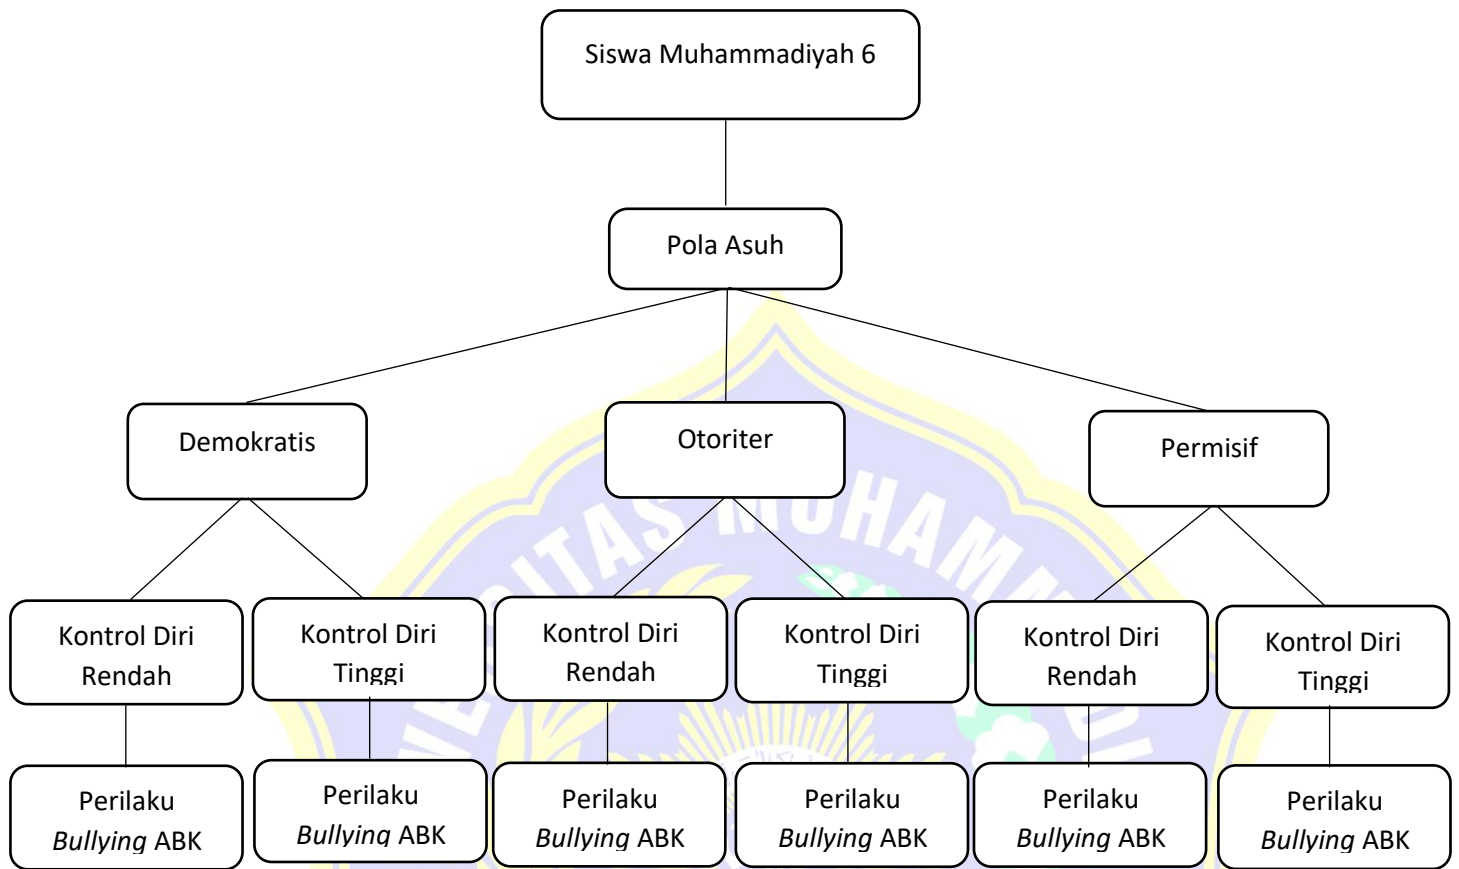 Siswa Muhammadiyah 6
Pola Asuh
Demokratis
Otoriter
Permisif
Kontrol Diri
Rendah
Kontrol Diri
Tinggi
Kontrol Diri
Rendah
Kontrol Diri
Tinggi
Kontrol Diri
Rendah
Kontrol Diri
Tinggi
Perilaku
Bullying ABK
Perilaku
Bullying ABK
Perilaku
Bullying ABK
Perilaku
Bullying ABK
Perilaku
Bullying ABK
Perilaku
Bullying ABK